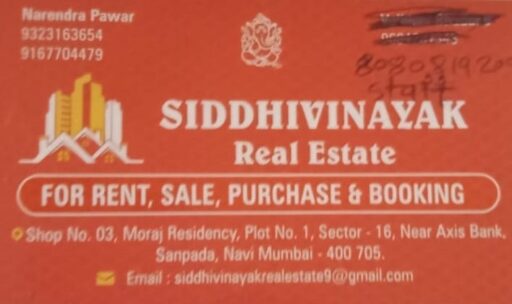 Narendra Pawar
9323163654
9167704479
Staff
SIDDHIVINAYAK
Real Estate
FOR RENT, SALE, PURCHASE & BOOKING
Shop No. 03, Moraj Residency, Plot No. 1, Sector - 16, Near Axis Bank,
Sanpada, Navi Mumbai - 400 705.
Email : siddhivinayakrealestate9@gmail.com